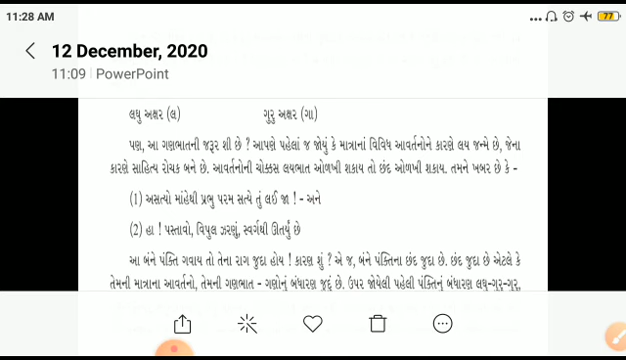 11:28 AM
77
12 December, 2020
11:09 PowerPoint
લઘુ અક્ષર (લ) ગુરુ અક્ષર (ગા)
પણ, આ ગણભાતની જરૂર શી છે ? આપણે પહેલાં જ જોયું કે માત્રાનાં વિવિધ આવર્તનોને કારણે લય જન્મે છે, જેના
કારણે સાહિત્ય રોચક બને છે. આવર્તનોની ચોક્કસ લયભાત ઓળખી શકાય તો છંદ ઓળખી શકાય. તમને ખબર છે કે -
(1) અસત્યો માંહેથી પ્રભુ પરમ સત્યે તું લઈ જા ! - અને
(2) હા ! પસ્તાવો, વિપુલ ઝરણું, સ્વર્ગથી ઊતર્યું છે
આ બંને પંક્તિ ગવાય તો તેના રાગ જુદા હોય ! કારણ શું ? એ જ, બંને પંક્તિના છંદ જુદા છે. છંદ જુદા છે એટલે કે
તેમની માત્રાના આવર્તનો, તેમની ગણભાત - ગણોનું બંધારણ જુદું છે. ઉપર જોયેલી પહેલી પંક્તિનું બંધારણ લઘુ-ગુરુ-ગુરુ,